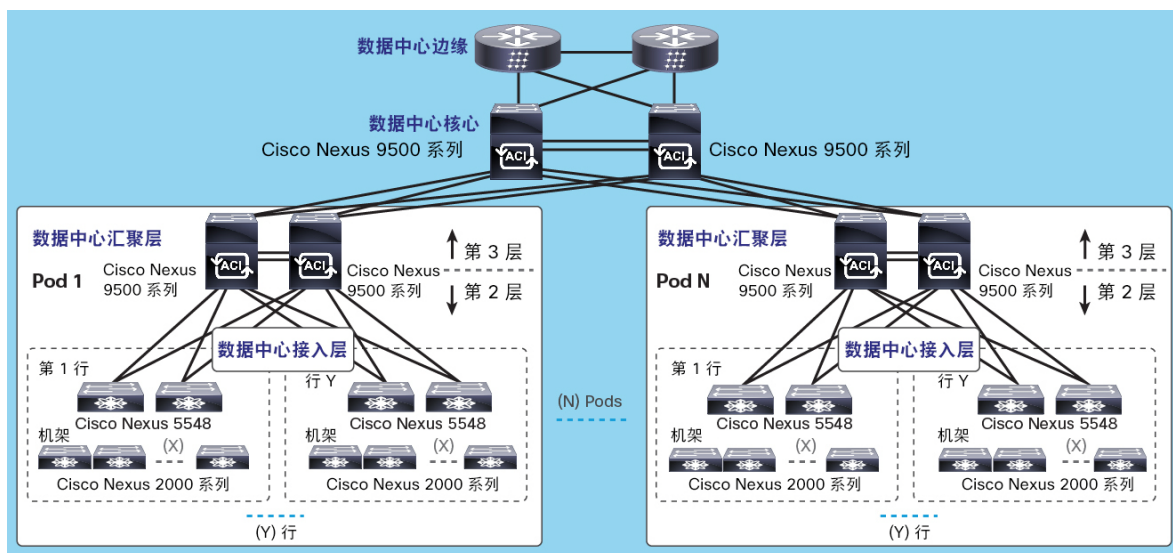 数据中心边缘
数据中心核心
Cisco Nexus 9500 系列
ACI
ACI
Cisco Nexus 9500 系列
数据中心汇聚层
Pod 1
Cisco Nexus
9500 系列
ACI
ACI
Cisco Nexus
9500 系列
第 3 层
第 2 层
数据中心接入层
第 1 行
Cisco Nexus 5548
机架
(X)
Cisco Nexus 2000 系列
行 Y
Cisco Nexus 5548
机架
(X)
Cisco Nexus 2000 系列
(Y) 行
(N) Pods
数据中心汇聚层
Pod N
Cisco Nexus
9500 系列
ACI
ACI
Cisco Nexus
9500 系列
第 3 层
第 2 层
数据中心接入层
第 1 行
Cisco Nexus 5548
机架
(X)
Cisco Nexus 2000 系列
行 Y
Cisco Nexus 5548
机架
(X)
Cisco Nexus 2000 系列
(Y) 行